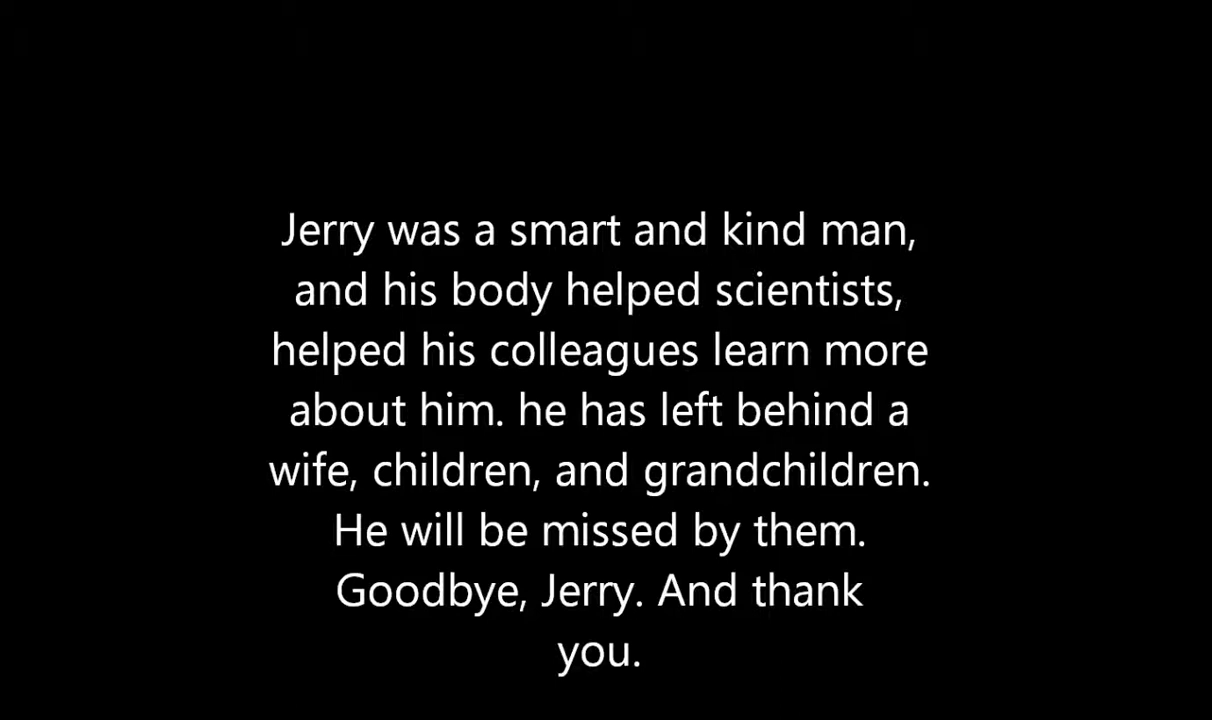 Jerry was a smart and kind man,
and his body helped scientists,
helped his colleagues learn more
about him. he has left behind a
wife, children, and grandchildren.
He will be missed by them.
Goodbye, Jerry. And thank
you.